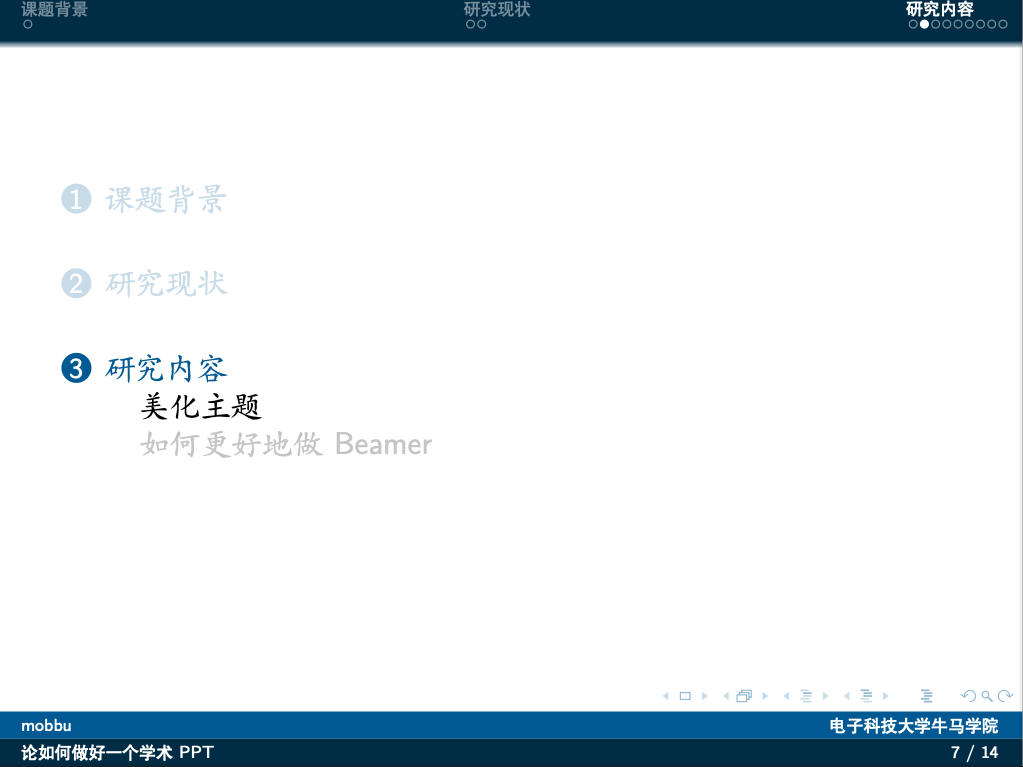 课题背景 研究现状 研究内容
1 课题背景
2 研究现状
3 研究内容
美化主题
如何更好地做 Beamer
mobbu 电子科技大学牛马学院
论如何做好一个学术 PPT 7 / 14